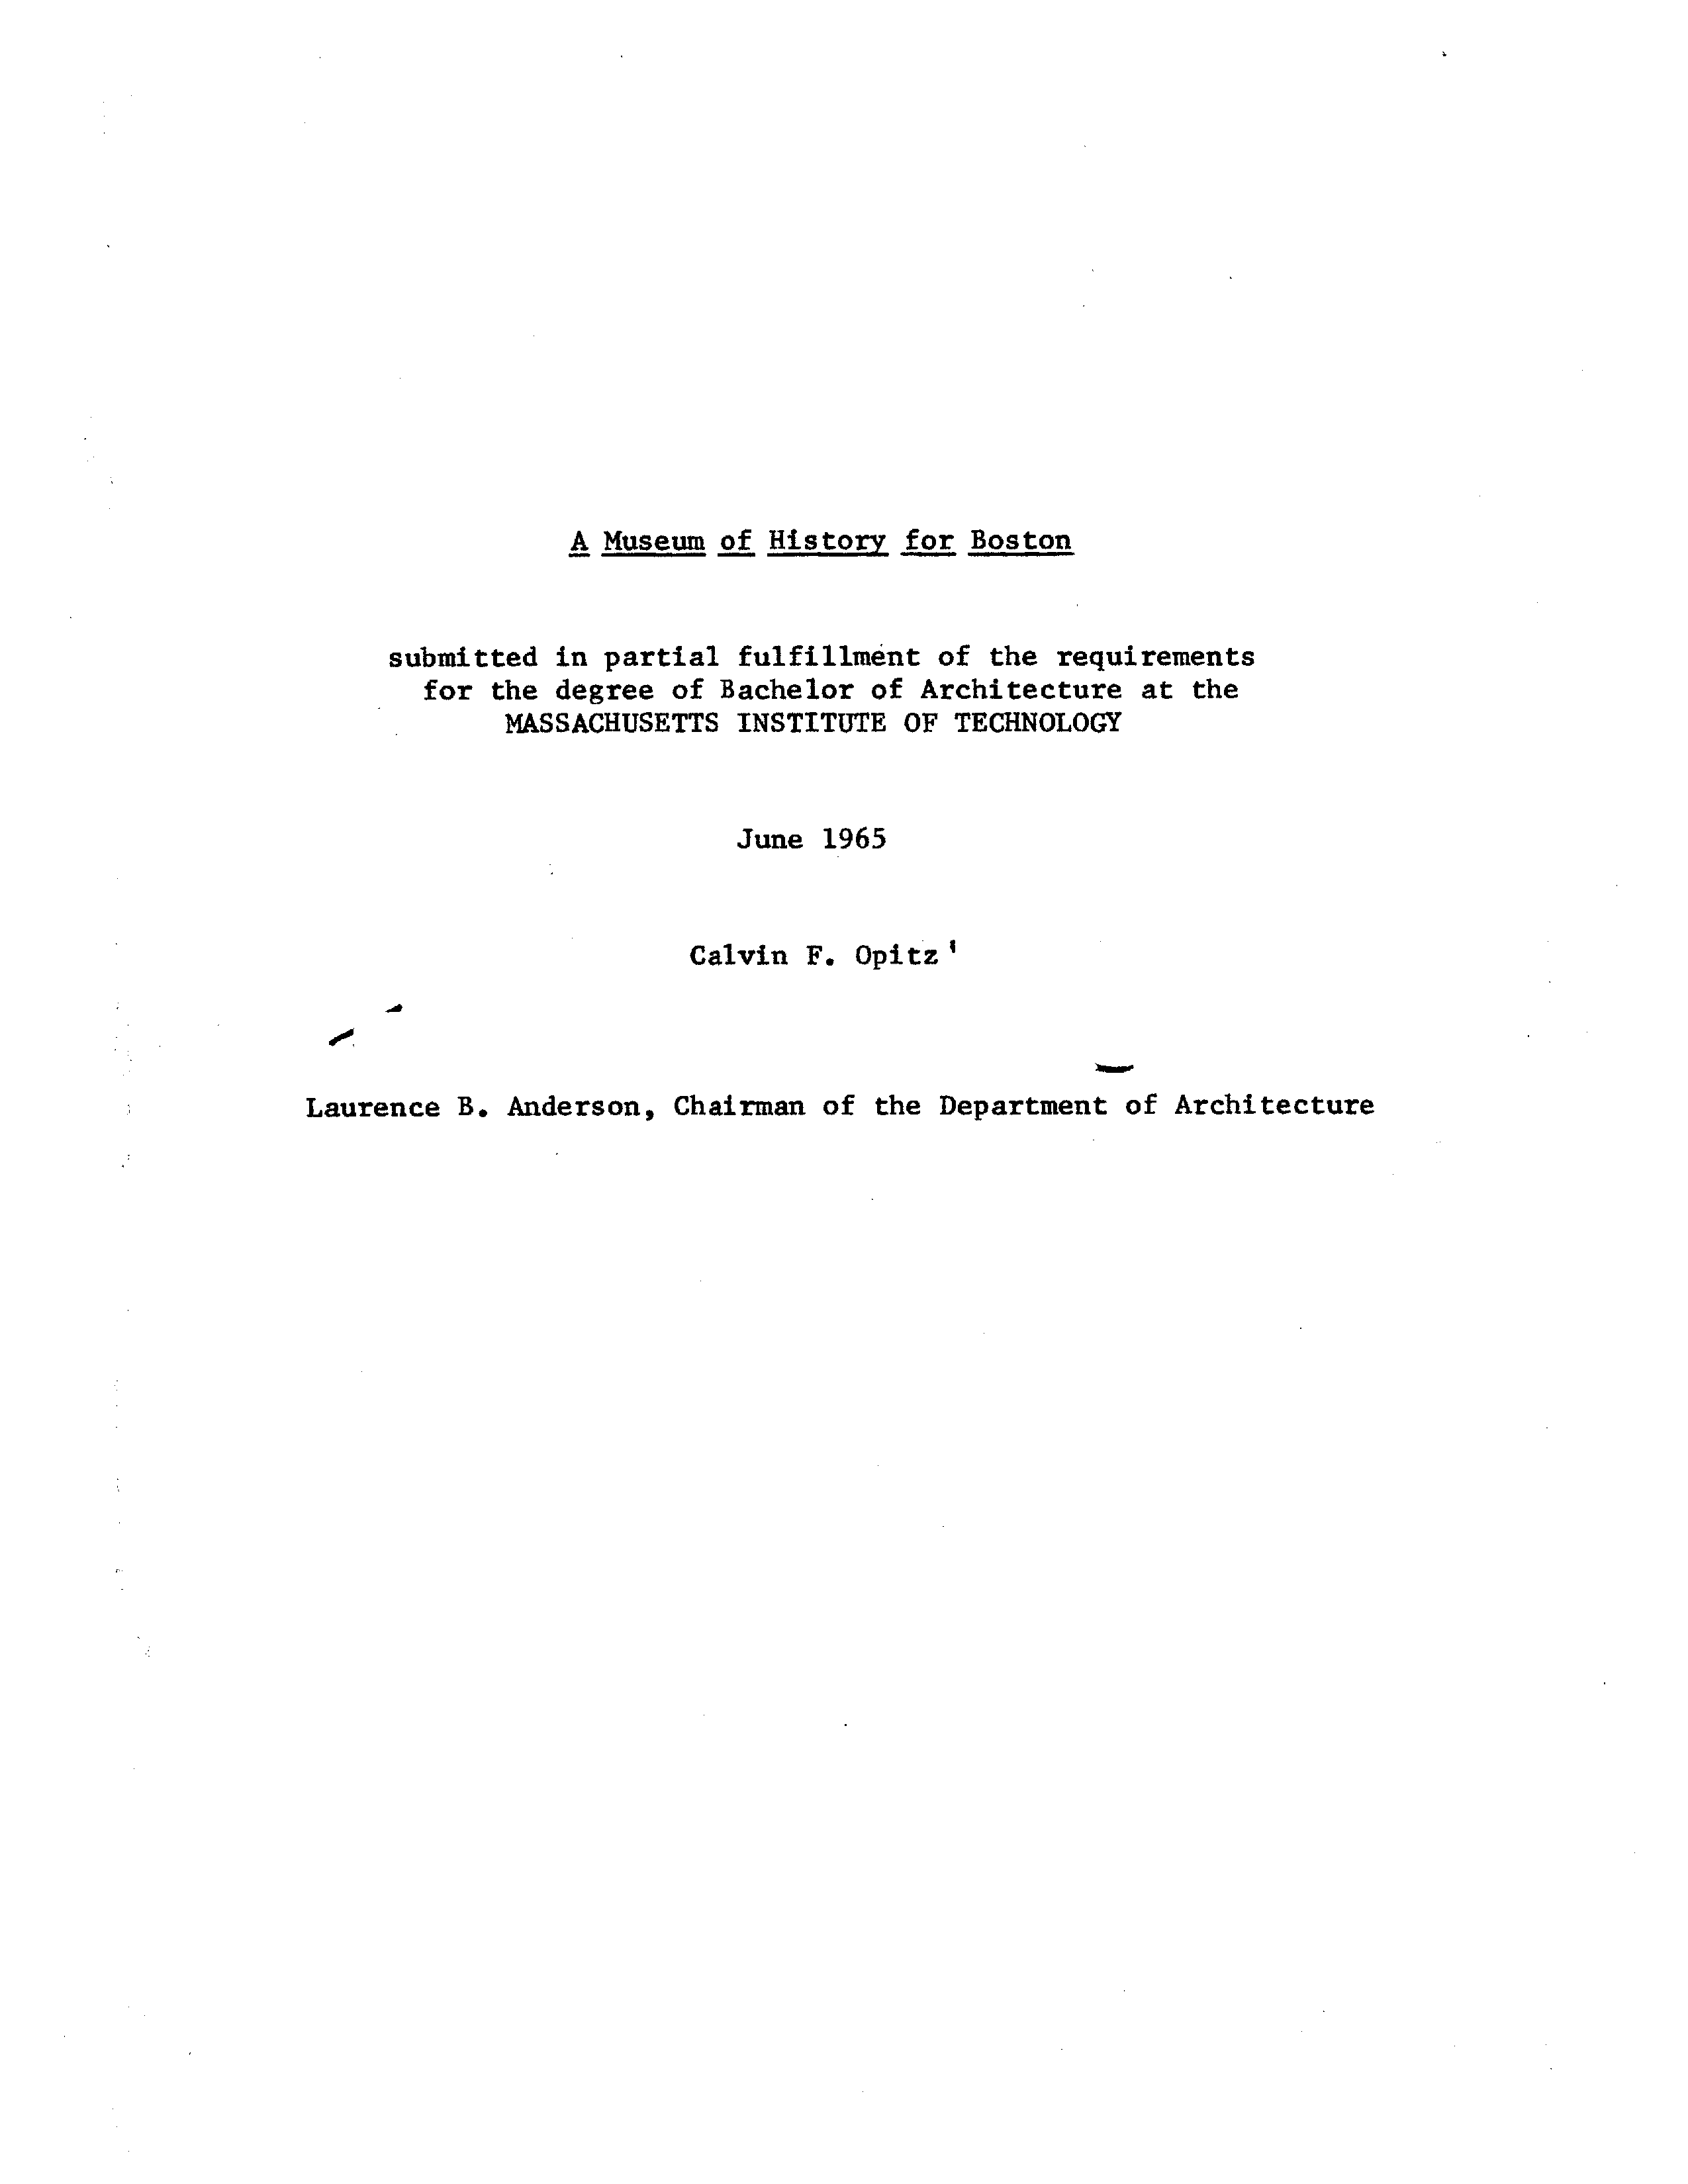 A Museum of History for Boston
submitted in partial fulfillment of the requirements
for the degree of Bachelor of Architecture at the
MASSACHUSETTS INSTITUTE OF TECHNOLOGY
June 1965
Calvin F. Opitz
Laurence B. Anderson, Chairman of the Department of Architecture